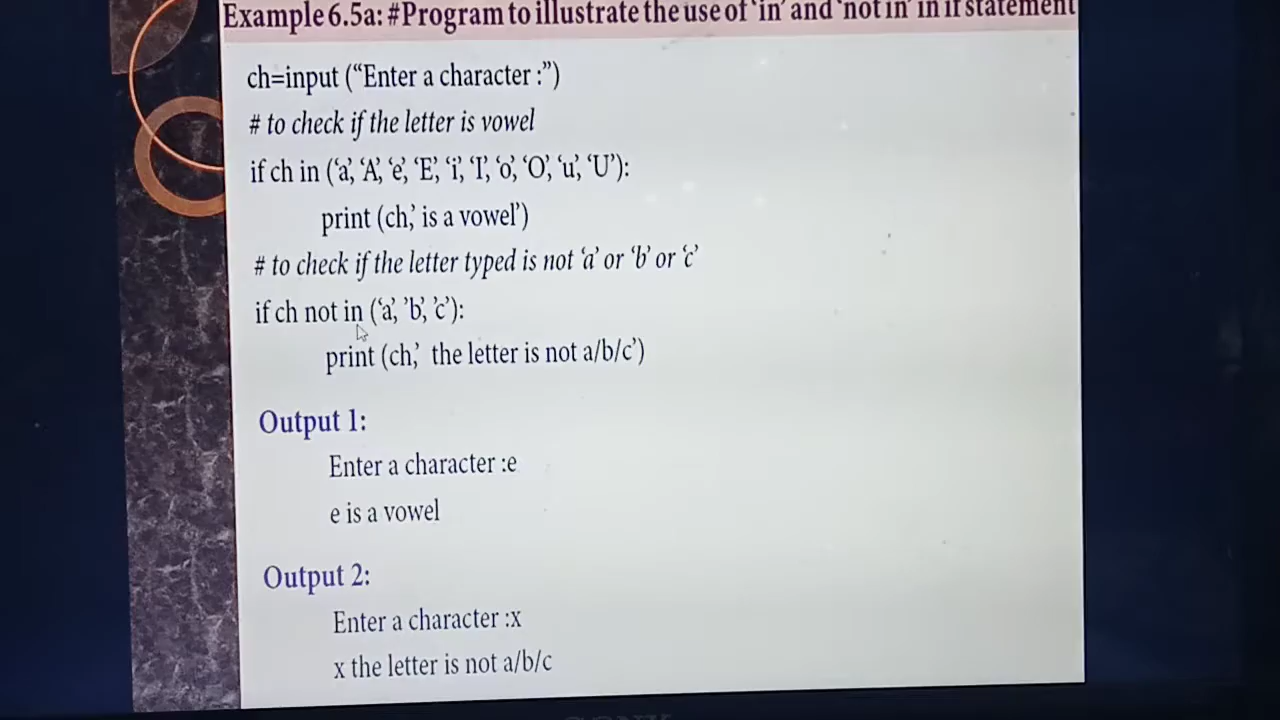 Example 6.5a: #Program to illustrate the use of ‘in’ and ‘not in’ in if statement
ch=input (“Enter a character :”)
# to check if the letter is vowel
if ch in (‘a’, ‘A’, ‘e’, ‘E’, ‘i’, ‘I’, ‘o’, ‘O’, ‘u’, ‘U’):
print (ch,’ is a vowel’)
# to check if the letter typed is not ‘a’ or ‘b’ or ‘c’
if ch not in (‘a’, ’b’, ’c’):
print (ch,’ the letter is not a/b/c’)
Output 1:
Enter a character :e
e is a vowel
Output 2:
Enter a character :x
x the letter is not a/b/c